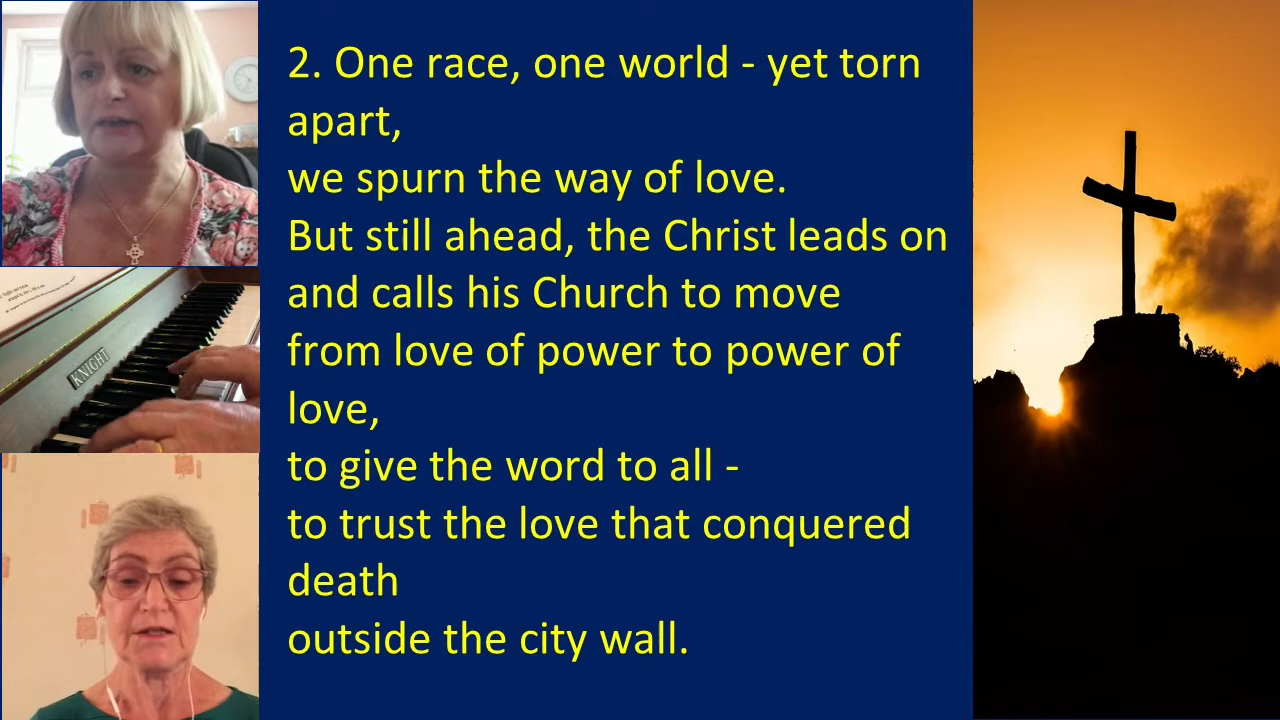 2. One race, one world - yet torn
apart,
we spurn the way of love.
But still ahead, the Christ leads on
and calls his Church to move
from love of power to power of
love,
to give the word to all -
to trust the love that conquered
death
outside the city wall.
KNIGHT